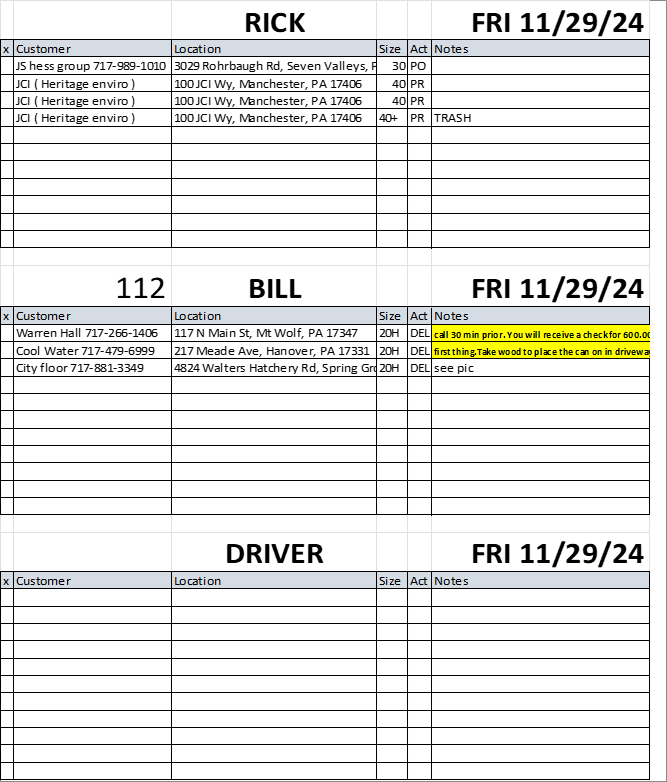 RICK FRI 11/29/24
x Customer Location Size Act Notes
JS hess group 717-989-1010 3029 Rohrbaugh Rd, Seven Valleys, P 30 PO
JCI ( Heritage enviro ) 100 JCI Wy, Manchester, PA 17406 40 PR
JCI ( Heritage enviro ) 100 JCI Wy, Manchester, PA 17406 40 PR
JCI ( Heritage enviro ) 100 JCI Wy, Manchester, PA 17406 40+ PR TRASH
112 BILL FRI 11/29/24
x Customer Location Size Act Notes
Warren Hall 717-266-1406 117 N Main St, Mt Wolf, PA 17347 20H DEL call 30 min prior. You will receive a check for 600.00
Cool Water 717-479-6999 217 Meade Ave, Hanover, PA 17331 20H DEL first thing.Take wood to place the can on in driveway
City floor 717-881-3349 4824 Walters Hatchery Rd, Spring Gro 20H DEL see pic
DRIVER FRI 11/29/24
x Customer Location Size Act Notes